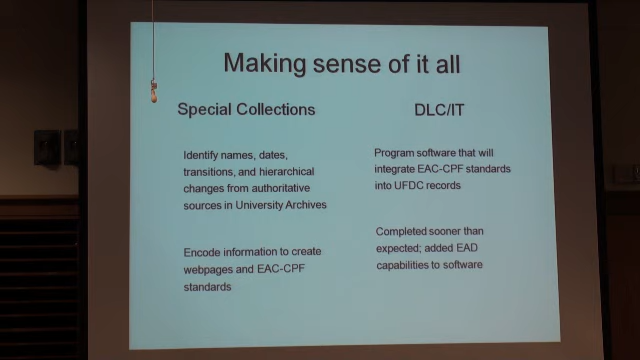 Making sense of it all
Special Collections
Identify names, dates,
transitions, and hierarchical
changes from authoritative
sources in University Archives
Encode information to create
webpages and EAC-CPF
standards
DLC/IT
Program software that will
integrate EAC-CPF standards
into UFDC records
Completed sooner than
expected; added EAD
capabilities to software